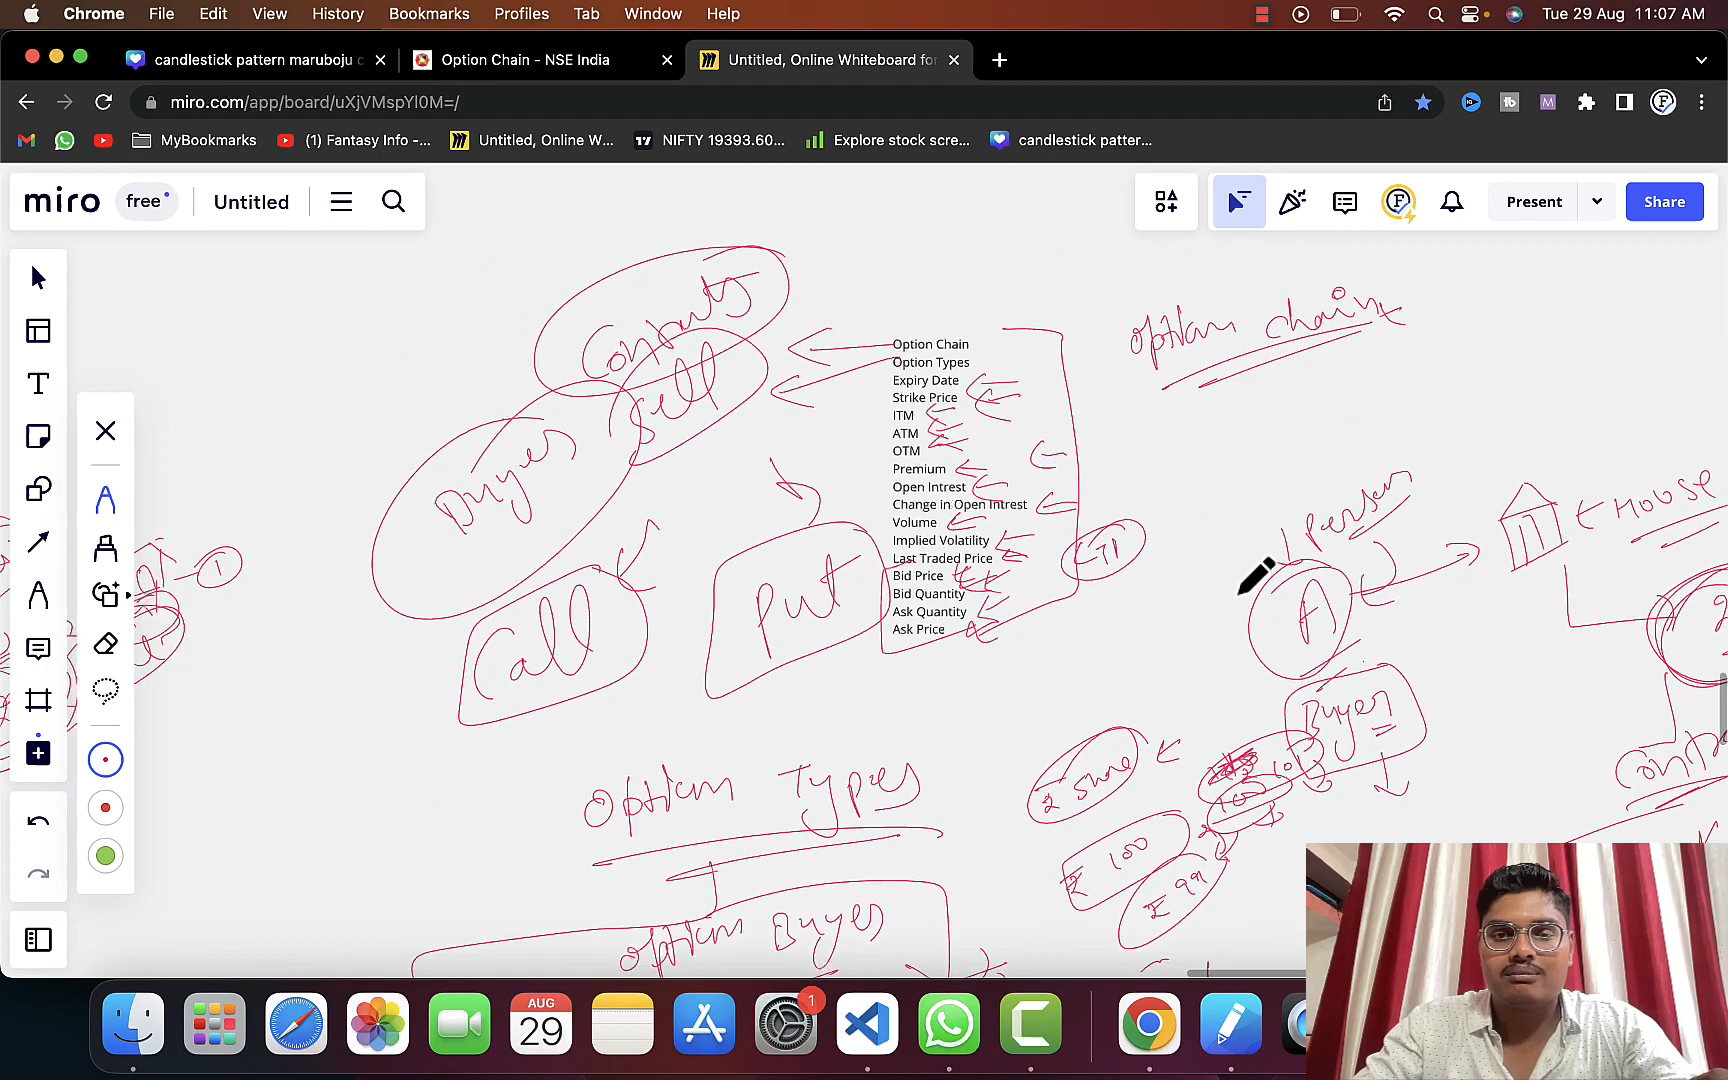 Chrome File Edit View History Bookmarks Profiles Tab Window Help Tue 29 Aug 11:07 AM
candlestick pattern maruboju c Option Chain - NSE India Untitled, Online Whiteboard for
miro.com/app/board/uXjVMspYl0M=/
MyBookmarks (1) Fantasy Info -... Untitled, Online W... NIFTY 19393.60... Explore stock scre... candlestick patter...
miro free Untitled Present Share
Option Chain
Option Types
Expiry Date
Strike Price
ITM
ATM
OTM
Premium
Open Intrest
Change in Open Intrest
Volume
Implied Volatility
Last Traded Price
Bid Price
Bid Quantity
Ask Quantity
Ask Price
Sell
Buyer
Call
Put
option chain
1 Person
House
A
Buyer
Option Types
Option Buyer
₹ 100
₹ 99
AUG
29
1